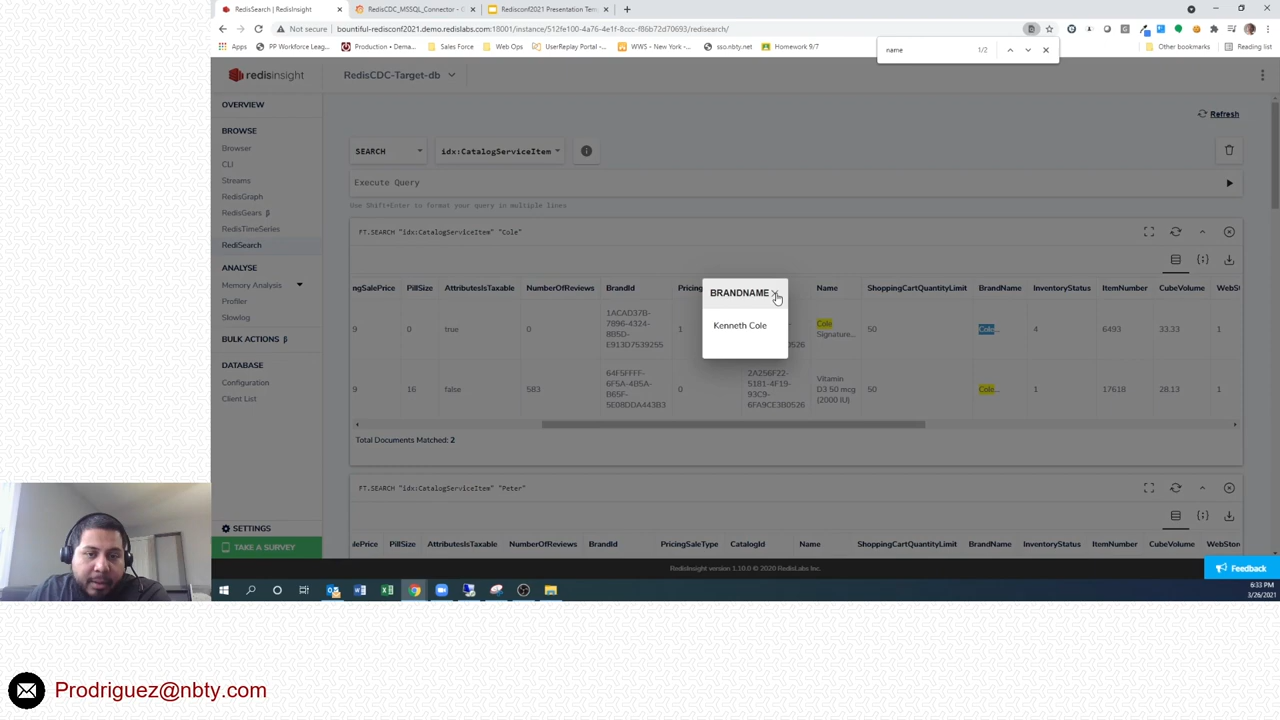 RedisSearch | RedisInsight
RedisCDC_MSSQL_Connector - G
Redisconf2021 Presentation Tem
Not secure
bountiful-redisconf2021.demo.redislabs.com:18001/instance/512fe100-4a76-4e1f-8ccc-f86b72d70693/redisearch/
Apps
PP Workforce Leag...
Production • Dema...
Sales Force
Web Ops
UserReplay Portal -...
WWS - New York -...
sso.nbty.net
Homework 9/7
Other bookmarks
Reading list
name
1/2
redisinsight
RedisCDC-Target-db
OVERVIEW
BROWSE
Browser
CLI
Streams
RedisGraph
RedisGears β
RedisTimeSeries
RediSearch
ANALYSE
Memory Analysis
Profiler
Slowlog
BULK ACTIONS β
DATABASE
Configuration
Client List
SETTINGS
TAKE A SURVEY
Refresh
SEARCH
idx:CatalogServiceItem
Execute Query
Use Shift+Enter to format your query in multiple lines
FT.SEARCH "idx:CatalogServiceItem" "Cole"
ngSalePrice PillSize AttributesIsTaxable NumberOfReviews BrandId Pricing Name ShoppingCartQuantityLimit BrandName InventoryStatus ItemNumber CubeVolume WebS
9 0 true 0 1ACAD37B-7896-4324-8B5D-E913D7539255 1 B0526 Cole Signature... 50 Cole... 4 6493 33.33 1
9 16 false 583 64F5FFFF-6F5A-4B5A-B65F-5E08DDA443B3 0 2A256F22-5181-4F19-93C9-6FA9CE3B0526 Vitamin D3 50 mcg (2000 IU) 50 Cole... 1 17618 28.13 1
BRANDNAME
Kenneth Cole
Total Documents Matched: 2
FT.SEARCH "idx:CatalogServiceItem" "Peter"
lePrice PillSize AttributesIsTaxable NumberOfReviews BrandId PricingSaleType CatalogId Name ShoppingCartQuantityLimit BrandName InventoryStatus ItemNumber CubeVolume WebStore
RedisInsight version 1.10.0 © 2020 RedisLabs Inc.
Feedback
6:33 PM
3/26/2021
Prodriguez@nbty.com